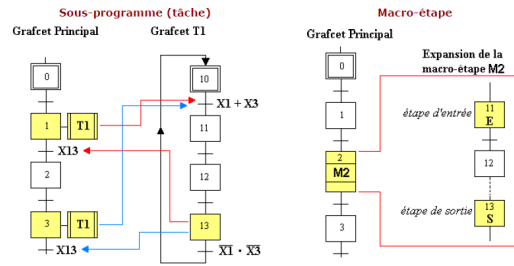 Sous-programme (tâche)
Grafcet Principal
Grafcet T1
0
1
T1
X13
2
3
T1
X13
10
X1 + X3
11
12
13
X̅1̅ · X̅3̅
Macro-étape
Grafcet Principal
0
1
2
M2
3
Expansion de la
macro-étape M2
étape d'entrée
11
E
12
étape de sortie
13
S